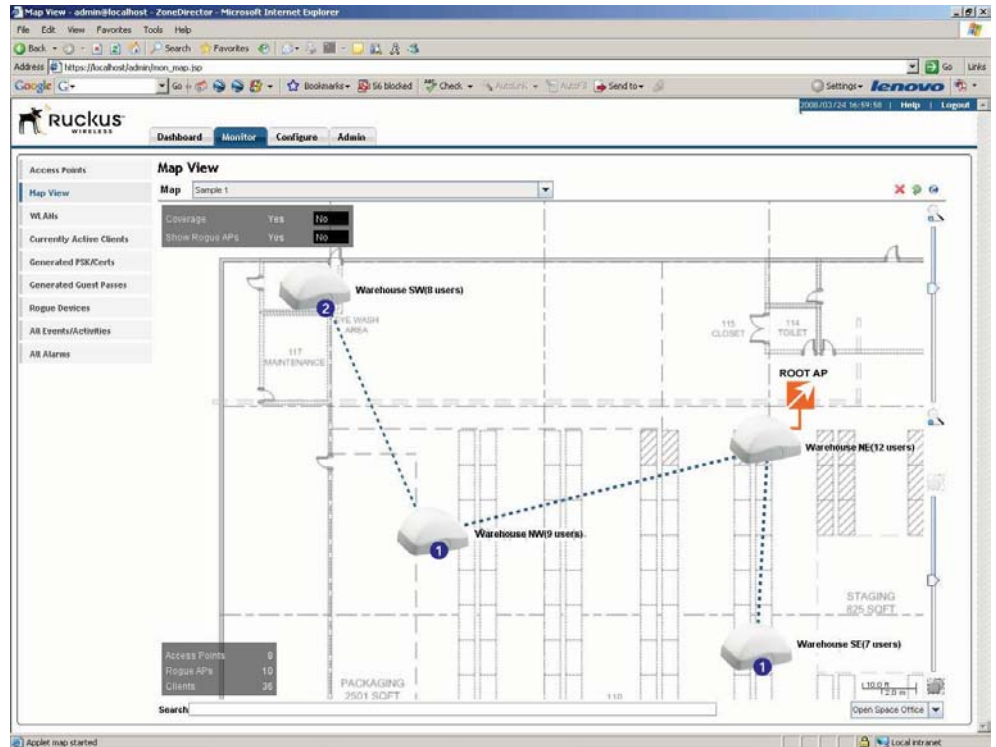 Map View - admin@localhost - ZoneDirector - Microsoft Internet Explorer
File Edit View Favorites Tools Help
Back Search Favorites
Address https://localhost/admin/mon_map.jsp Go Links
Google Go Bookmarks 56 blocked Check AutoLink AutoFill Send to Settings lenovo
2008/03/24 16:59:58 | Help | Logout
Ruckus
WIRELESS
Dashboard Monitor Configure Admin
Access Points
Map View
WLANs
Currently Active Clients
Generated PSK/Certs
Generated Guest Passes
Rogue Devices
All Events/Activities
All Alarms
Map View
Map Sample 1
Coverage Yes No
Show Rogue APs Yes No
Warehouse SW(8 users)
2
EYE WASH
AREA
117
MAINTENANCE
115
CLOSET
114
TOILET
ROOT AP
Warehouse NE(12 users)
Warehouse NW(9 users)
1
STAGING
825 SQFT
Warehouse SE(7 users)
1
Access Points
Rogue APs 10
Clients 36
PACKAGING
2501 SQFT
110
10.0 ft
2.0 m
Search
Open Space Office
Applet map started
Local intranet